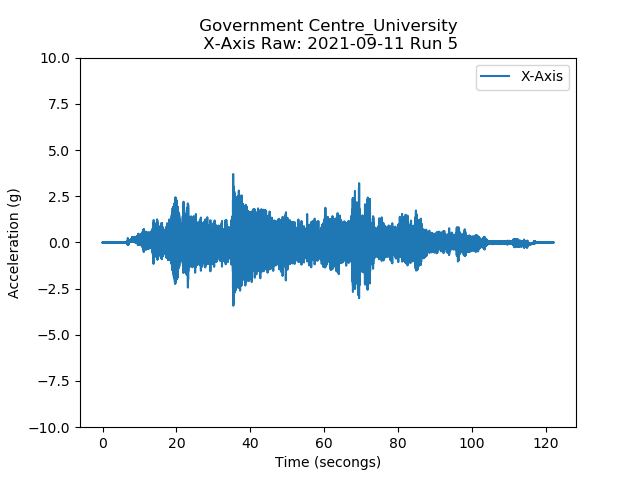 Government Centre_University
X-Axis Raw: 2021-09-11 Run 5
X-Axis
10.0
7.5
5.0
2.5
0.0
−2.5
−5.0
−7.5
−10.0
Acceleration (g)
0 20 40 60 80 100 120
Time (secongs)